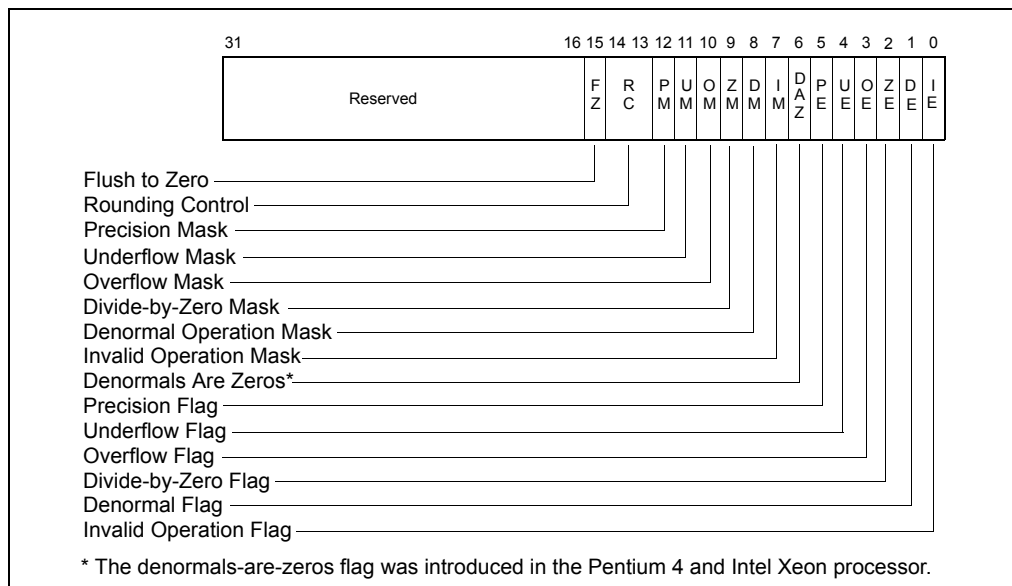 31 16 15 14 13 12 11 10 9 8 7 6 5 4 3 2 1 0
Reserved
F Z
R C
P M
U M
O M
Z M
D M
I M
D A Z
P E
U E
O E
Z E
D E
I E
Flush to Zero
Rounding Control
Precision Mask
Underflow Mask
Overflow Mask
Divide-by-Zero Mask
Denormal Operation Mask
Invalid Operation Mask
Denormals Are Zeros*
Precision Flag
Underflow Flag
Overflow Flag
Divide-by-Zero Flag
Denormal Flag
Invalid Operation Flag
* The denormals-are-zeros flag was introduced in the Pentium 4 and Intel Xeon processor.